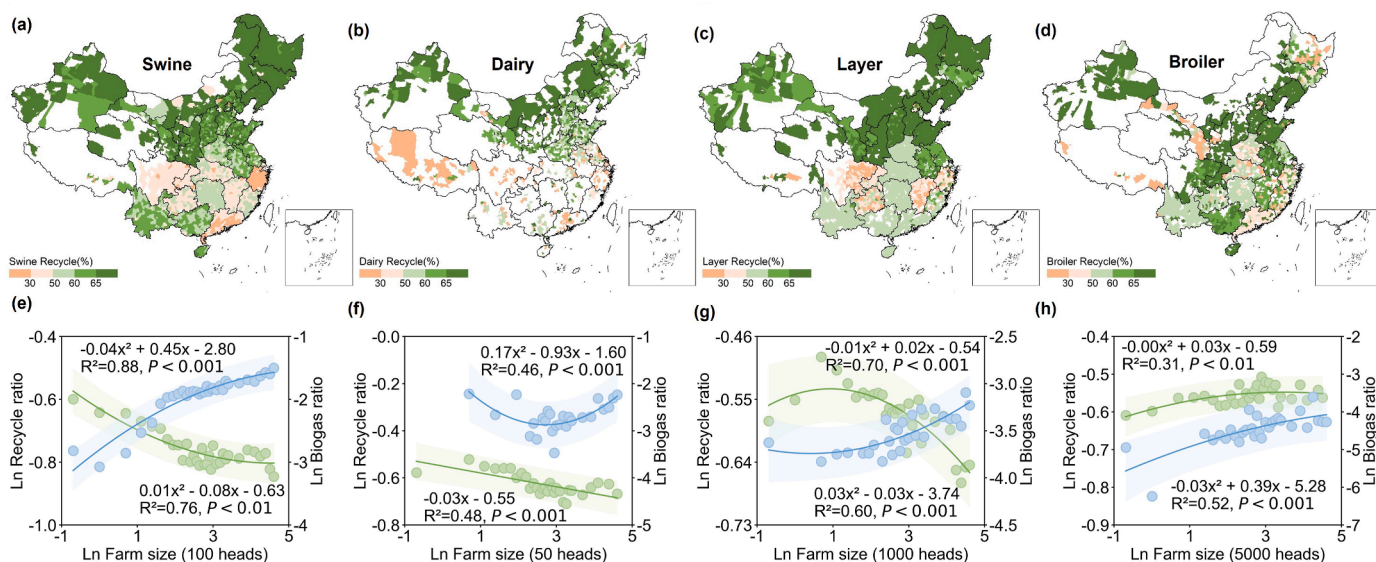 (a)
Swine
Swine Recycle(%)
30 50 60 65
(b)
Dairy
Dairy Recycle(%)
30 50 60 65
(c)
Layer
Layer Recycle(%)
30 50 60 65
(d)
Broiler
Broiler Recycle(%)
30 50 60 65
(e)
Ln Recycle ratio
-0.4
-0.6
-0.8
-1.0
-0.04x² + 0.45x - 2.80
R²=0.88, P < 0.001
0.01x² - 0.08x - 0.63
R²=0.76, P < 0.01
-1
-2
-3
-4
Ln Biogas ratio
-1 1 3 5
Ln Farm size (100 heads)
(f)
Ln Recycle ratio
-0.0
-0.2
-0.4
-0.6
-0.8
0.17x² - 0.93x - 1.60
R²=0.46, P < 0.001
-0.03x - 0.55
R²=0.48, P < 0.001
-1
-2
-3
-4
-5
Ln Biogas ratio
-1 1 3 5
Ln Farm size (50 heads)
(g)
Ln Recycle ratio
-0.46
-0.55
-0.64
-0.73
-0.01x² + 0.02x - 0.54
R²=0.70, P < 0.001
0.03x² - 0.03x - 3.74
R²=0.60, P < 0.001
-2.5
-3.0
-3.5
-4.0
-4.5
Ln Biogas ratio
-1 1 3 5
Ln Farm size (1000 heads)
(h)
Ln Recycle ratio
-0.4
-0.5
-0.6
-0.7
-0.8
-0.9
-0.00x² + 0.03x - 0.59
R²=0.31, P < 0.01
-0.03x² + 0.39x - 5.28
R²=0.52, P < 0.001
-2
-3
-4
-5
-6
-7
Ln Biogas ratio
-1 1 3 5
Ln Farm size (5000 heads)